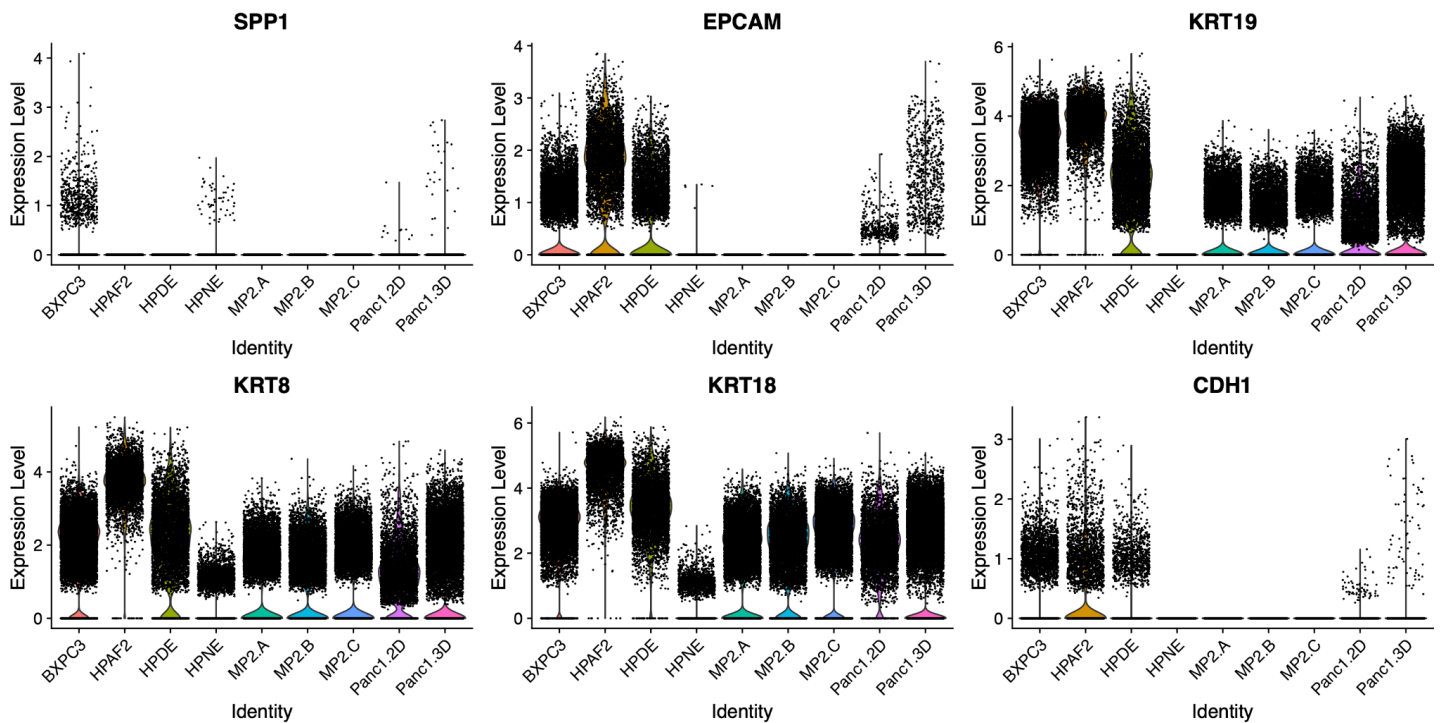 SPP1
Expression Level
4
3
2
1
0
BXPC3
HPAF2
HPDE
HPNE
MP2.A
MP2.B
MP2.C
Panc1.2D
Panc1.3D
Identity
EPCAM
Expression Level
4
3
2
1
0
BXPC3
HPAF2
HPDE
HPNE
MP2.A
MP2.B
MP2.C
Panc1.2D
Panc1.3D
Identity
KRT19
Expression Level
6
4
2
0
BXPC3
HPAF2
HPDE
HPNE
MP2.A
MP2.B
MP2.C
Panc1.2D
Panc1.3D
Identity
KRT8
Expression Level
4
2
0
BXPC3
HPAF2
HPDE
HPNE
MP2.A
MP2.B
MP2.C
Panc1.2D
Panc1.3D
Identity
KRT18
Expression Level
6
4
2
0
BXPC3
HPAF2
HPDE
HPNE
MP2.A
MP2.B
MP2.C
Panc1.2D
Panc1.3D
Identity
CDH1
Expression Level
3
2
1
0
BXPC3
HPAF2
HPDE
HPNE
MP2.A
MP2.B
MP2.C
Panc1.2D
Panc1.3D
Identity